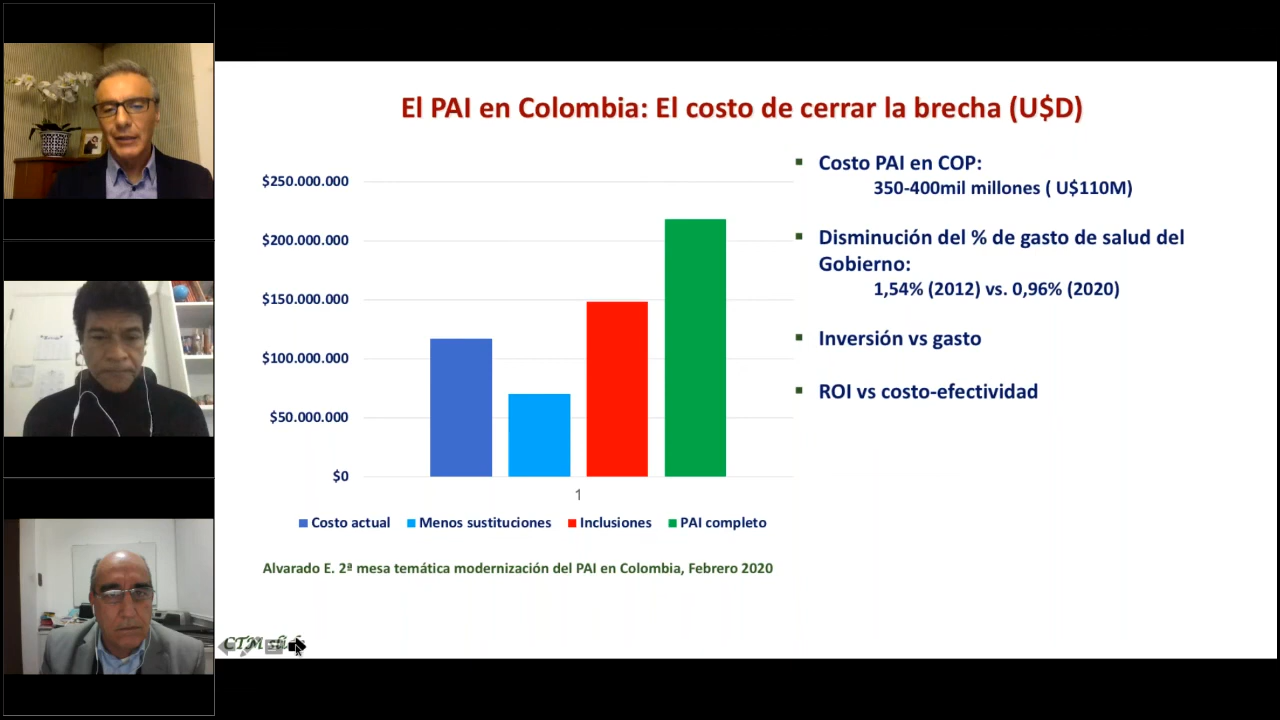 El PAI en Colombia: El costo de cerrar la brecha (U$D)
$250.000.000
$200.000.000
$150.000.000
$100.000.000
$50.000.000
$0
1
Costo actual
Menos sustituciones
Inclusiones
PAI completo
Alvarado E. 2ª mesa temática modernización del PAI en Colombia, Febrero 2020
Costo PAI en COP:
350-400mil millones ( U$110M)
Disminución del % de gasto de salud del
Gobierno:
1,54% (2012) vs. 0,96% (2020)
Inversión vs gasto
ROI vs costo-efectividad
CTM